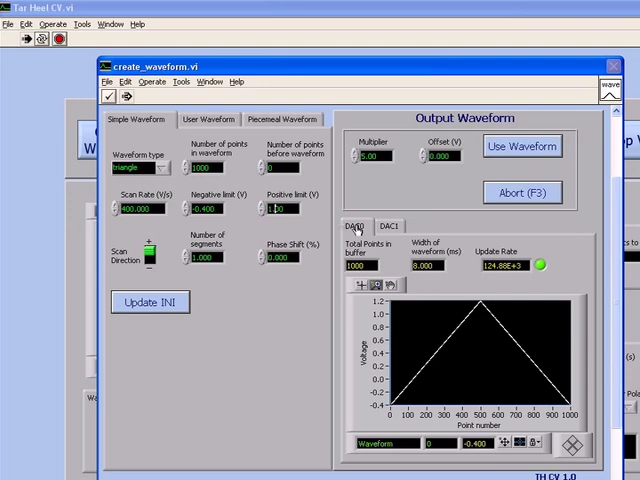 Tar Heel CV.vi
File Edit Operate Tools Window Help
create_waveform.vi
File Edit Operate Tools Window Help
wave
Simple Waveform User Waveform Piecemeal Waveform
Waveform type
triangle
Number of points
in waveform
1000
Number of points
before waveform
0
Scan Rate (V/s)
400.000
Negative limit (V)
-0.400
Positive limit (V)
Scan
Direction
+
-
Number of
segments
1.000
Phase Shift (%)
0.000
Update INI
Output Waveform
Multiplier
5.00
Offset (V)
0.000
Use Waveform
Abort (F3)
DAC1
Total Points in
buffer
1000
Width of
waveform (ms)
8.000
Update Rate
124.88E+3
Voltage
1.2
1.0
0.8
0.6
0.4
0.2
0.0
-0.2
-0.4
0 100 200 300 400 500 600 700 800 900 1000
Point number
Waveform 0 -0.400
TH CV 1.0